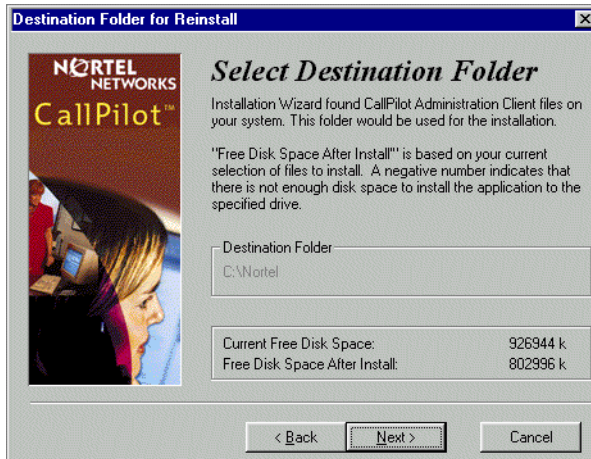 Destination Folder for Reinstall
NORTEL
NETWORKS
CallPilot™
Select Destination Folder
Installation Wizard found CallPilot Administration Client files on
your system. This folder would be used for the installation.
"Free Disk Space After Install"' is based on your current
selection of files to install. A negative number indicates that
there is not enough disk space to install the application to the
specified drive.
Destination Folder
C:\Nortel
Current Free Disk Space: 926944 k
Free Disk Space After Install: 802996 k
< Back Next > Cancel